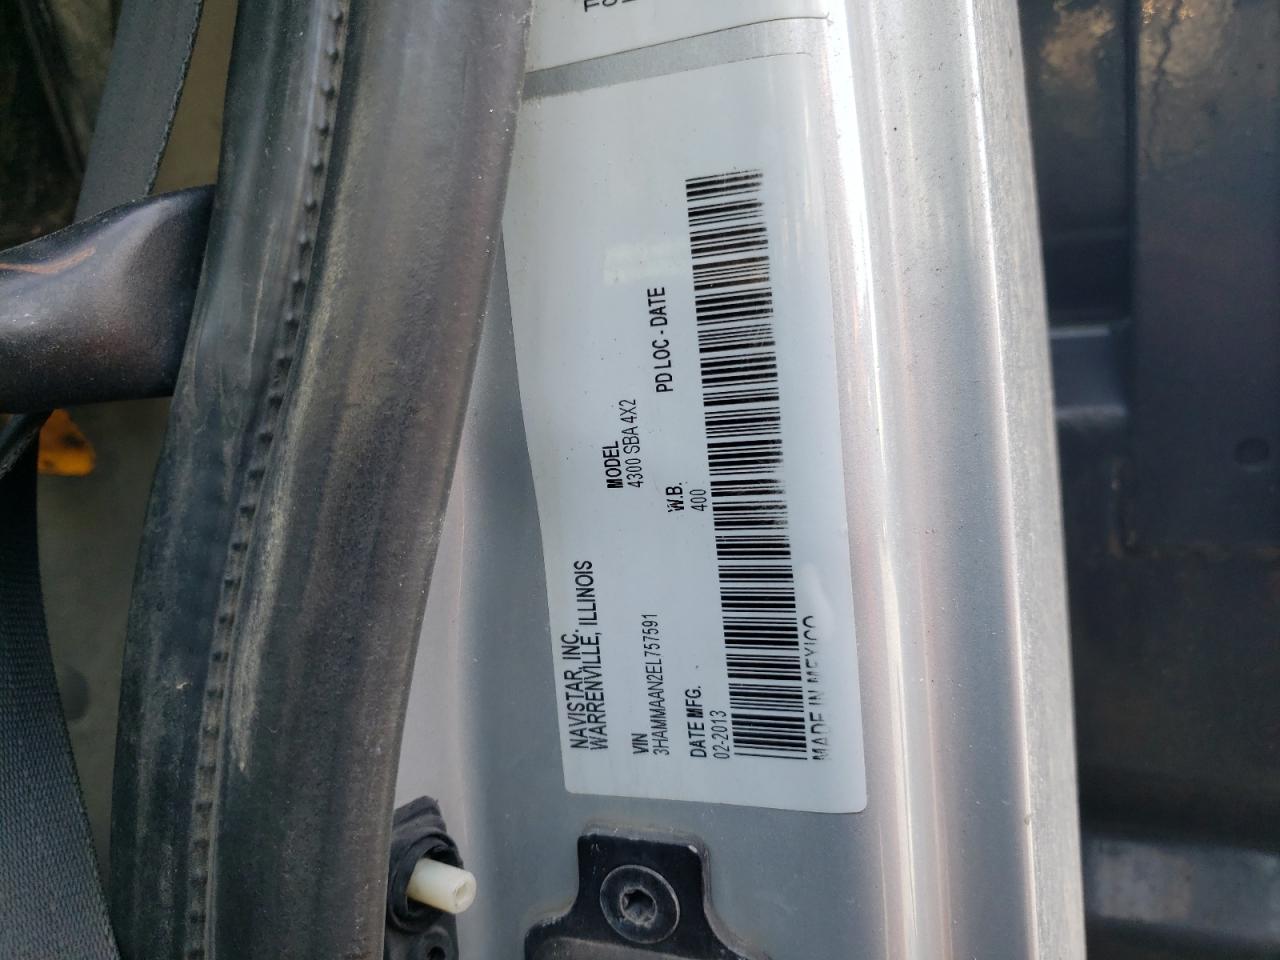 NAVISTAR, INC.
WARRENVILLE, ILLINOIS
MODEL
4300 SBA 4X2
VIN
3HAMMAAN2EL757591
W.B.
400
PD LOC - DATE
DATE MFG.
02-2013
MADE IN MEXICO